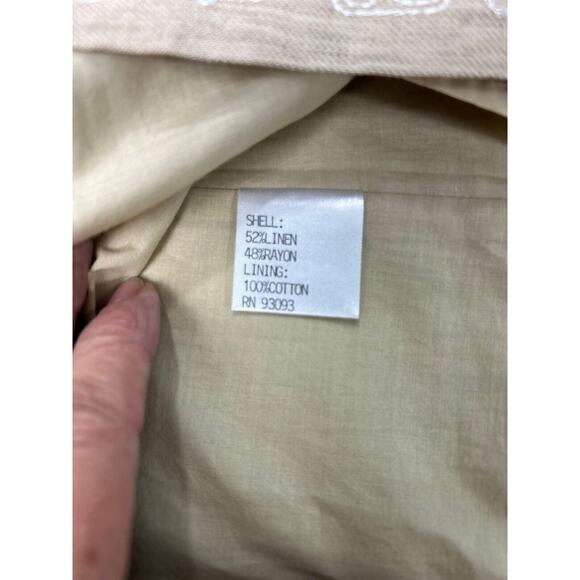 SHELL:
52%LINEN
48%RAYON
LINING:
100%COTTON
RN 93093